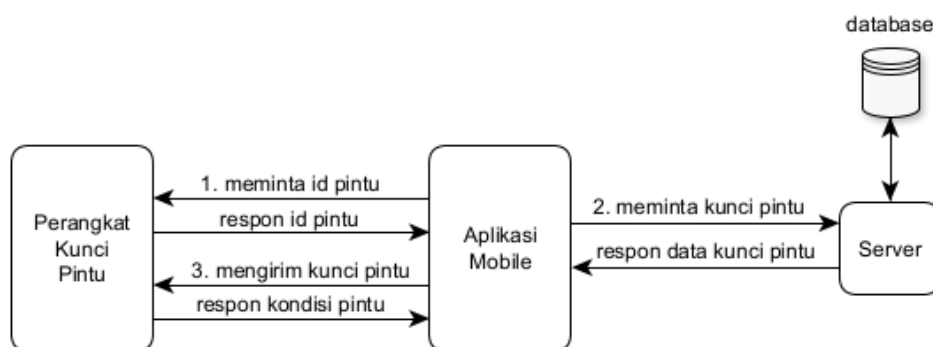 database
1. meminta id pintu
respon id pintu
3. mengirim kunci pintu
respon kondisi pintu
Perangkat
Kunci
Pintu
Aplikasi
Mobile
2. meminta kunci pintu
respon data kunci pintu
Server